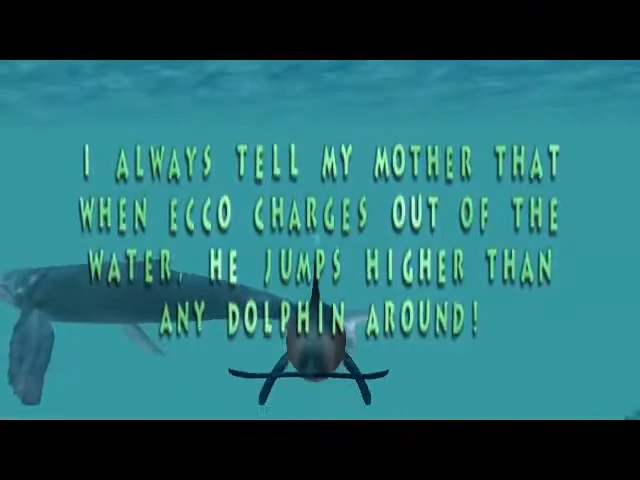 I ALWAYS TELL MY MOTHER THAT
WHEN ECCO CHARGES OUT OF THE
WATER, HE JUMPS HIGHER THAN
ANY DOLPHIN AROUND!